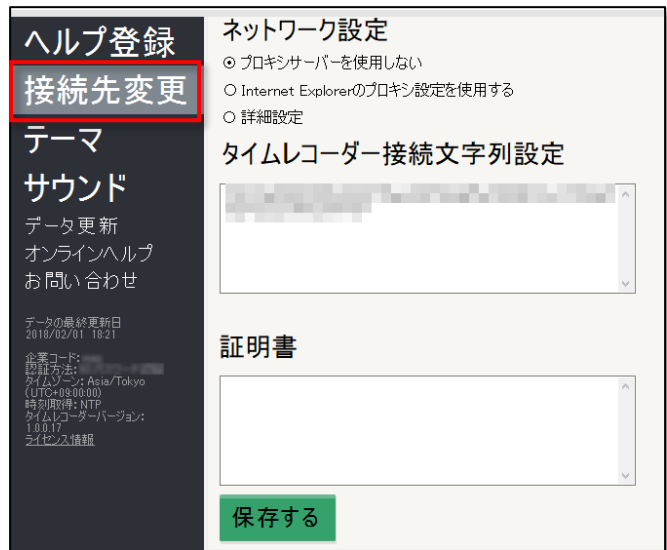 ヘルプ登録
接続先変更
テーマ
サウンド
データ更新
オンラインヘルプ
お問い合わせ
データの最終更新日
2018/02/01 18:21
企業コード:
認証方法:
タイムゾーン: Asia/Tokyo
(UTC+09:00:00)
時刻取得: NTP
タイムレコーダーバージョン:
1.0.0.17
ライセンス情報
ネットワーク設定
プロキシサーバーを使用しない
Internet Explorerのプロキシ設定を使用する
詳細設定
タイムレコーダー接続文字列設定
証明書
保存する